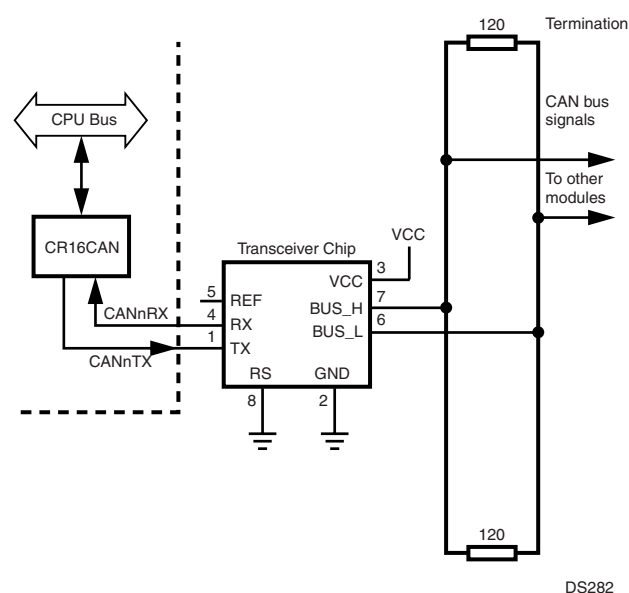 120
Termination
CAN bus
signals
To other
modules
CPU Bus
CR16CAN
Transceiver Chip
VCC
3
VCC
5
REF
7
BUS_H
CANnRX
4
RX
6
BUS_L
1
TX
CANnTX
RS
GND
8
2
120
DS282